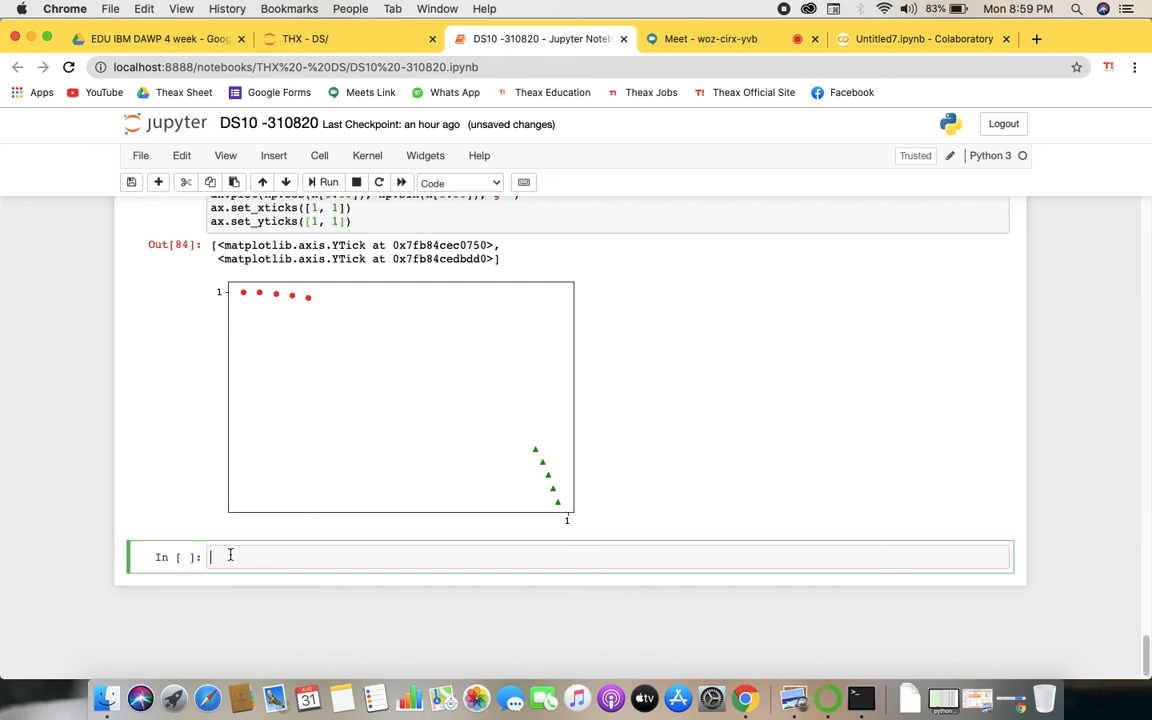 Chrome File Edit View History Bookmarks People Tab Window Help 83% Mon 8:59 PM
EDU IBM DAWP 4 week - Goog
THX - DS/
DS10 -310820 - Jupyter Noteb
Meet - woz-cirx-yvb
Untitled7.ipynb - Colaboratory
localhost:8888/notebooks/THX%20-%20DS/DS10%20-310820.ipynb
Apps YouTube Theax Sheet Google Forms Meets Link Whats App Theax Education Theax Jobs Theax Official Site Facebook
jupyter DS10 -310820 Last Checkpoint: an hour ago (unsaved changes) Logout
File Edit View Insert Cell Kernel Widgets Help Trusted Python 3
Run Code
ax.set_xticks([1, 1])
ax.set_yticks([1, 1])
Out[84]: [<matplotlib.axis.YTick at 0x7fb84cec0750>,
<matplotlib.axis.YTick at 0x7fb84cedbdd0>]
1
1
In [ ]: